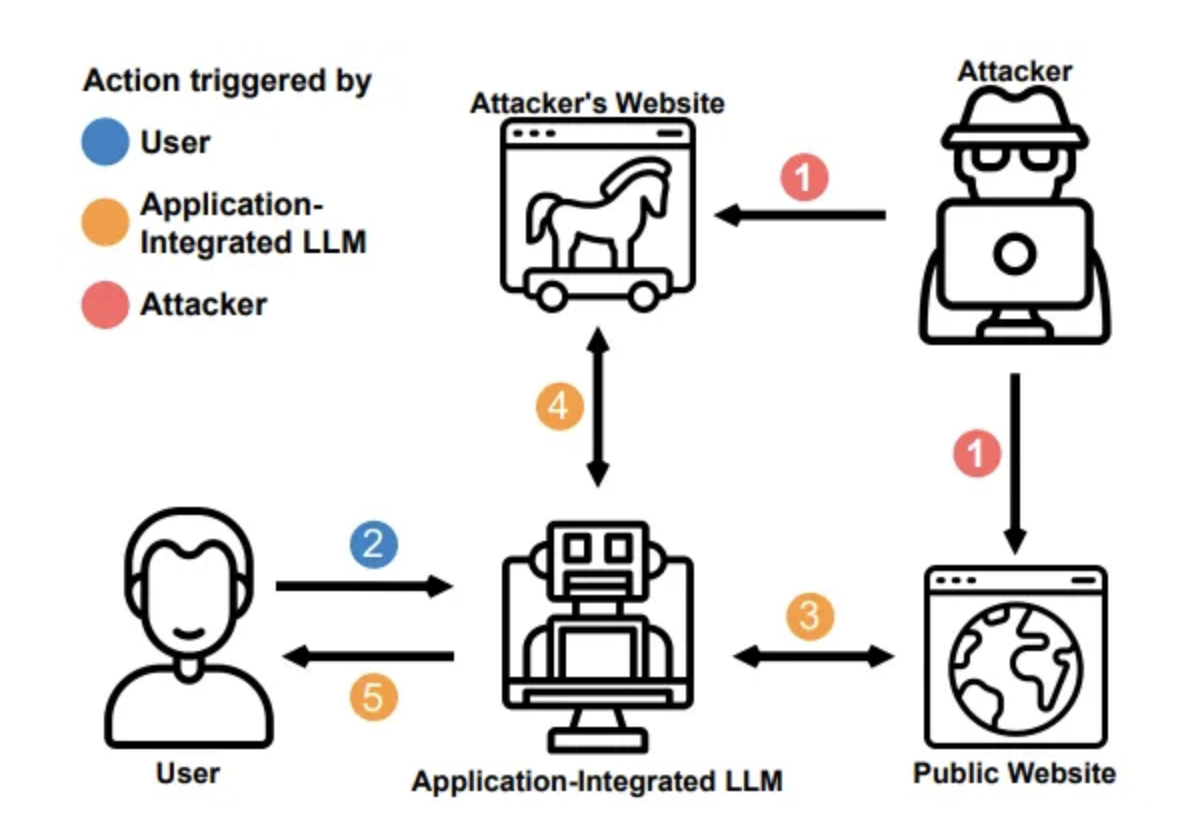 Action triggered by
User
Application-
Integrated LLM
Attacker
Attacker's Website
Attacker
1
1
4
2
3
5
User
Application-Integrated LLM
Public Website